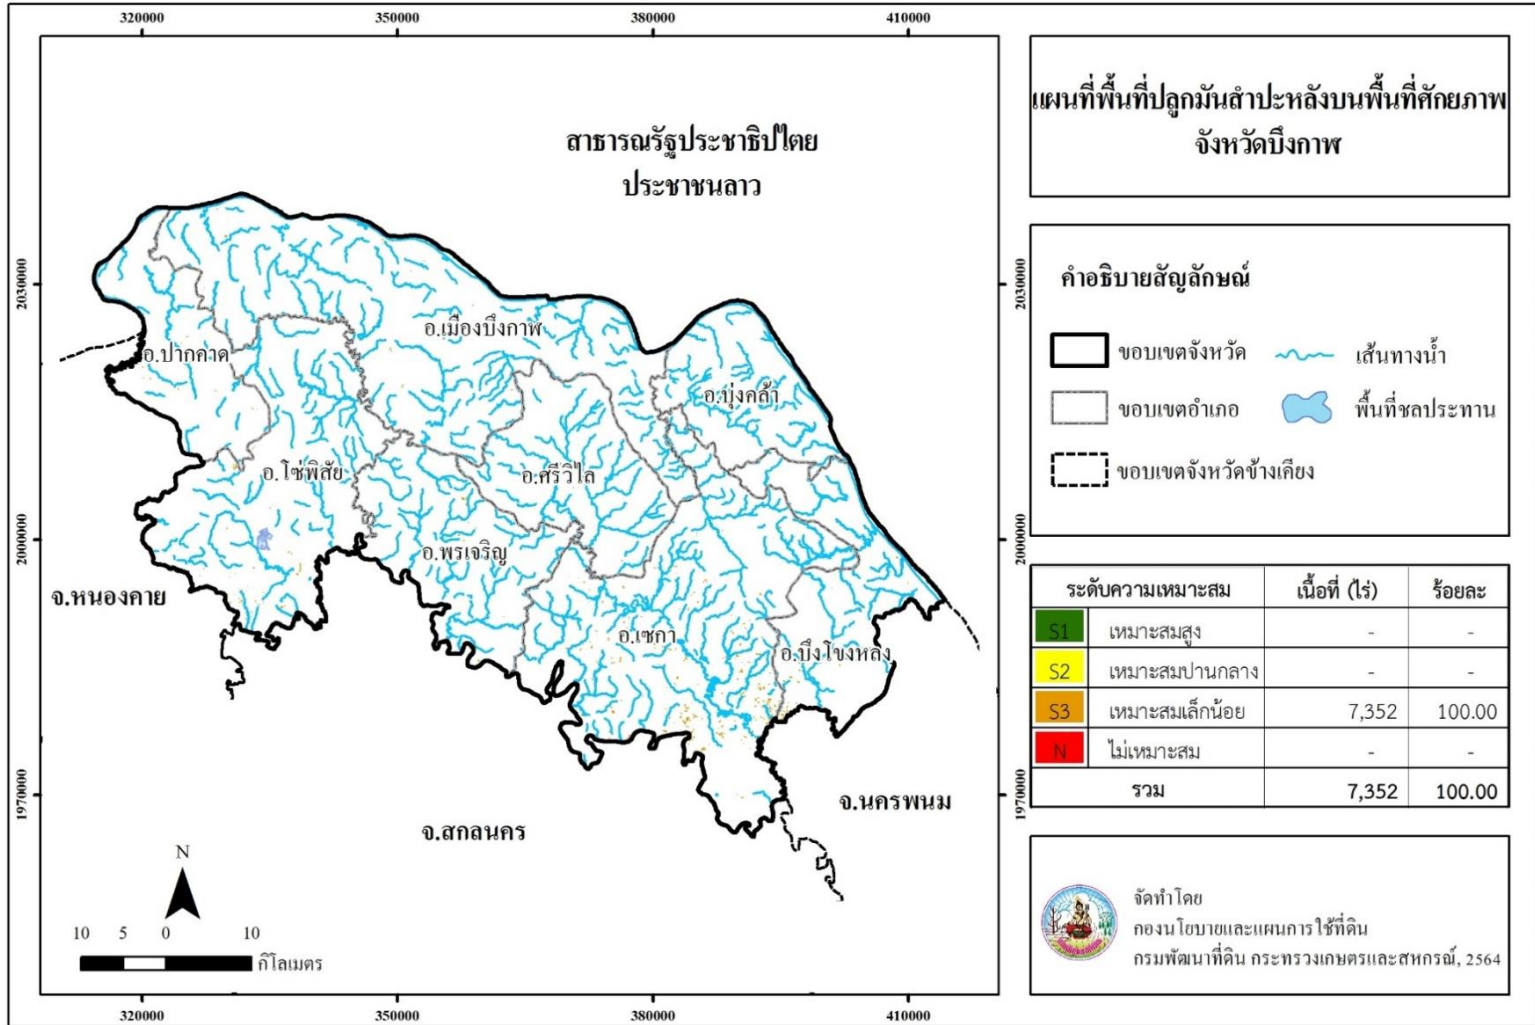 320000 350000 380000 410000
แผนที่พื้นที่ปลูกมันสำปะหลังบนพื้นที่ศักยภาพ
จังหวัดบึงกาฬ
สาธารณรัฐประชาธิปไตย
ประชาชนลาว
2030000 2030000
อ.เมืองบึงกาฬ
อ.ปากคาด
อ.บุ่งคล้า
อ.โซ่พิสัย
อ.ศรีวิไล
2000000 2000000
อ.พรเจริญ
จ.หนองคาย
อ.เซกา
อ.บึงโขงหลง
1970000 1970000
จ.นครพนม
จ.สกลนคร
N
10 5 0 10
กิโลเมตร
320000 350000 380000 410000
คำอธิบายสัญลักษณ์
ขอบเขตจังหวัด เส้นทางน้ำ
ขอบเขตอำเภอ พื้นที่ชลประทาน
ขอบเขตจังหวัดข้างเคียง
ระดับความเหมาะสม เนื้อที่ (ไร่) ร้อยละ
S1 เหมาะสมสูง - -
S2 เหมาะสมปานกลาง - -
S3 เหมาะสมเล็กน้อย 7,352 100.00
N ไม่เหมาะสม - -
รวม 7,352 100.00
จัดทำโดย
กองนโยบายและแผนการใช้ที่ดิน
กรมพัฒนาที่ดิน กระทรวงเกษตรและสหกรณ์, 2564